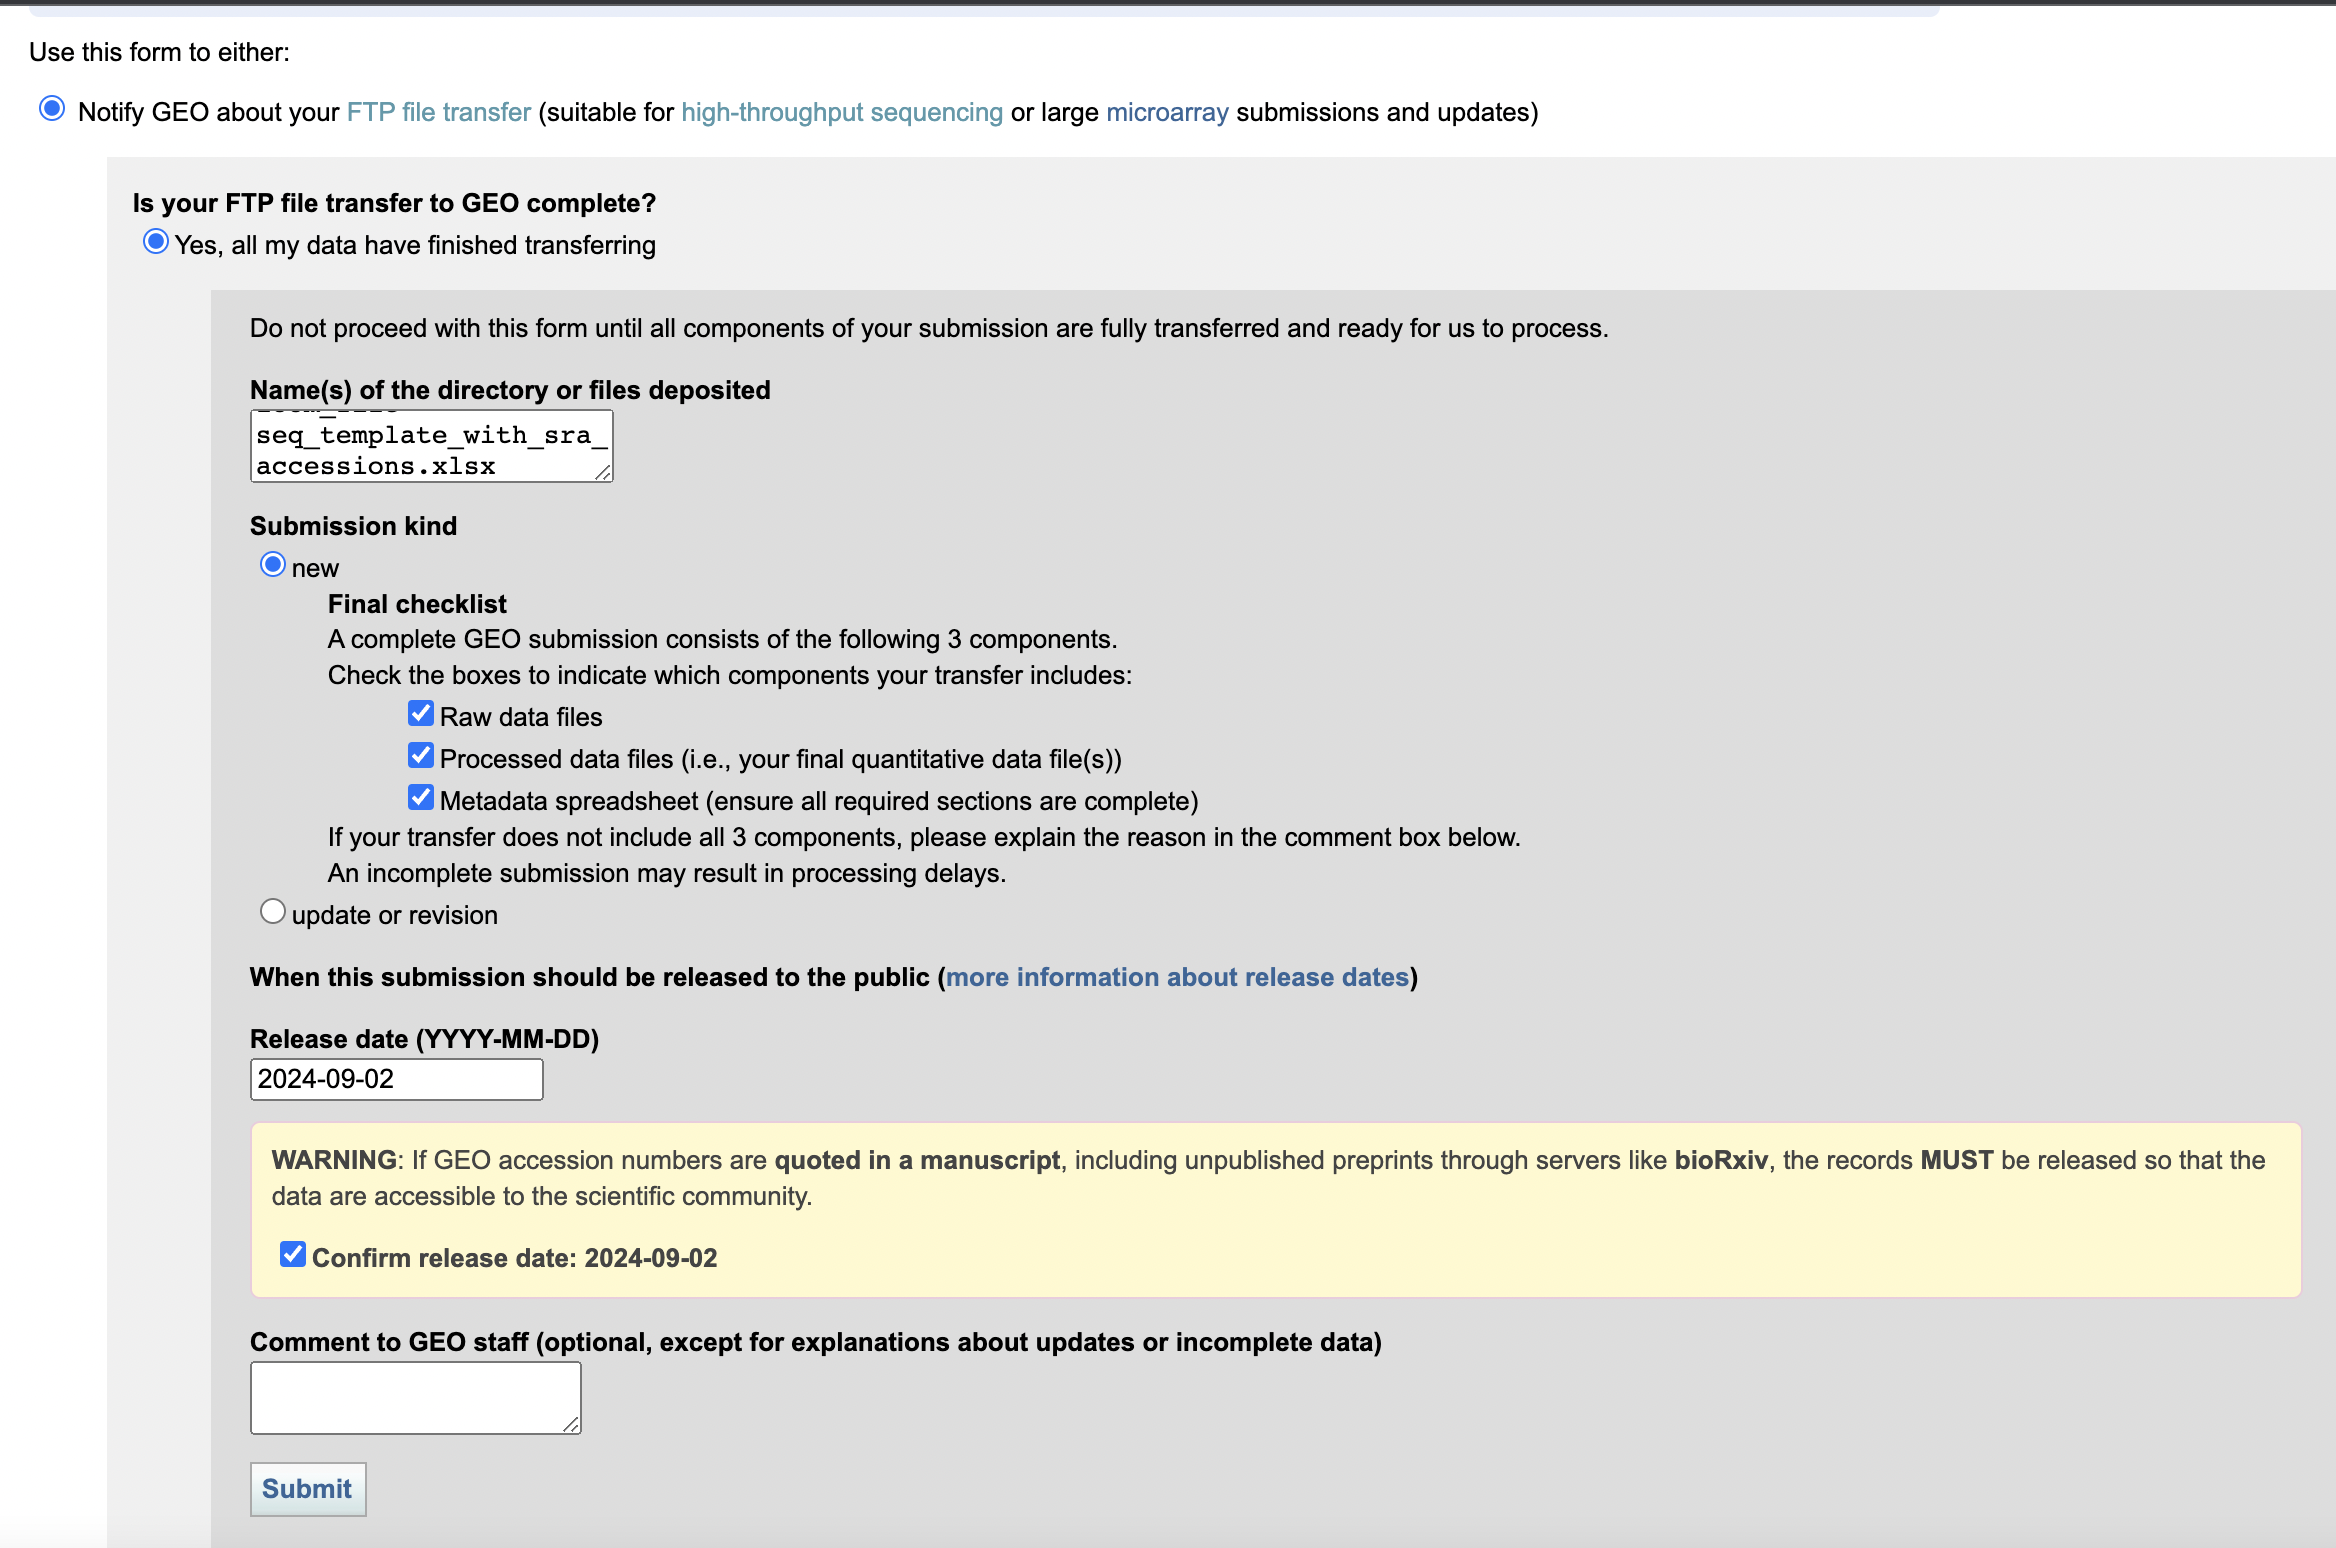 Use this form to either:
Notify GEO about your FTP file transfer (suitable for high-throughput sequencing or large microarray submissions and updates)
Is your FTP file transfer to GEO complete?
Yes, all my data have finished transferring
Do not proceed with this form until all components of your submission are fully transferred and ready for us to process.
Name(s) of the directory or files deposited
seq_template_with_sra_
accessions.xlsx
Submission kind
new
Final checklist
A complete GEO submission consists of the following 3 components.
Check the boxes to indicate which components your transfer includes:
Raw data files
Processed data files (i.e., your final quantitative data file(s))
Metadata spreadsheet (ensure all required sections are complete)
If your transfer does not include all 3 components, please explain the reason in the comment box below.
An incomplete submission may result in processing delays.
update or revision
When this submission should be released to the public (more information about release dates)
Release date (YYYY-MM-DD)
2024-09-02
WARNING: If GEO accession numbers are quoted in a manuscript, including unpublished preprints through servers like bioRxiv, the records MUST be released so that the
data are accessible to the scientific community.
Confirm release date: 2024-09-02
Comment to GEO staff (optional, except for explanations about updates or incomplete data)
Submit